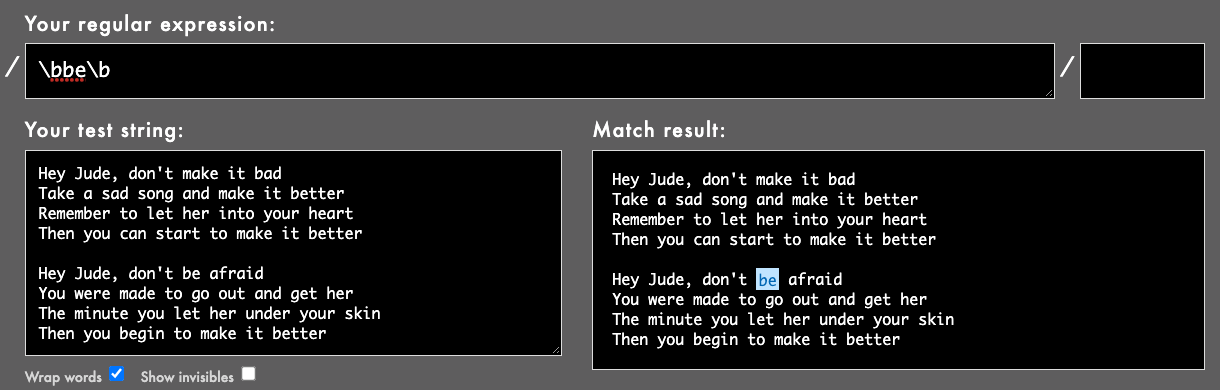 Your regular expression:
/ \bbe\b /
Your test string:
Hey Jude, don't make it bad
Take a sad song and make it better
Remember to let her into your heart
Then you can start to make it better

Hey Jude, don't be afraid
You were made to go out and get her
The minute you let her under your skin
Then you begin to make it better
Wrap words Show invisibles
Match result:
Hey Jude, don't make it bad
Take a sad song and make it better
Remember to let her into your heart
Then you can start to make it better

Hey Jude, don't be afraid
You were made to go out and get her
The minute you let her under your skin
Then you begin to make it better